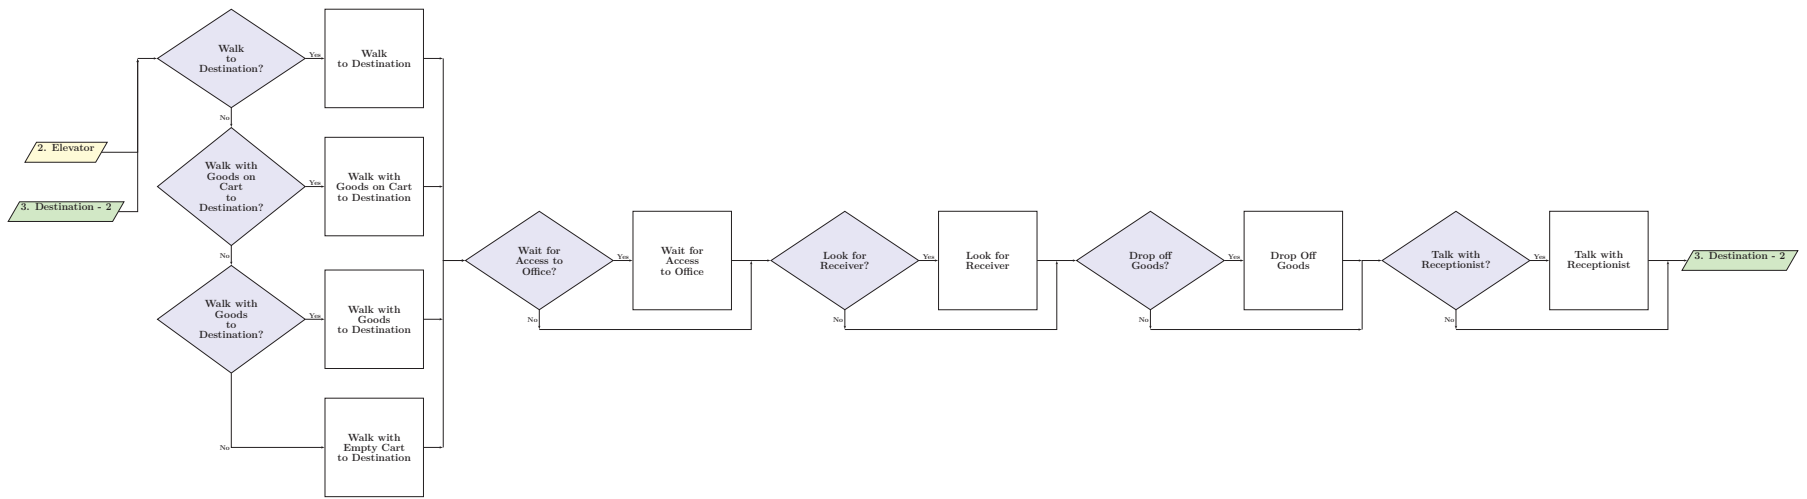 Walk
to
Destination?
Yes
Walk
to Destination
No
2. Elevator
Walk with
Goods on
Cart
to
Destination?
Yes
Walk with
Goods on Cart
to Destination
3. Destination - 2
No
Walk with
Goods
to
Destination?
Yes
Walk with
Goods
to Destination
No
Walk with
Empty Cart
to Destination
Wait for
Access to
Office?
Yes
Wait for
Access
to Office
No
Look for
Receiver?
Yes
Look for
Receiver
No
Drop off
Goods?
Yes
Drop Off
Goods
No
Talk with
Receptionist?
Yes
Talk with
Receptionist
No
3. Destination - 2